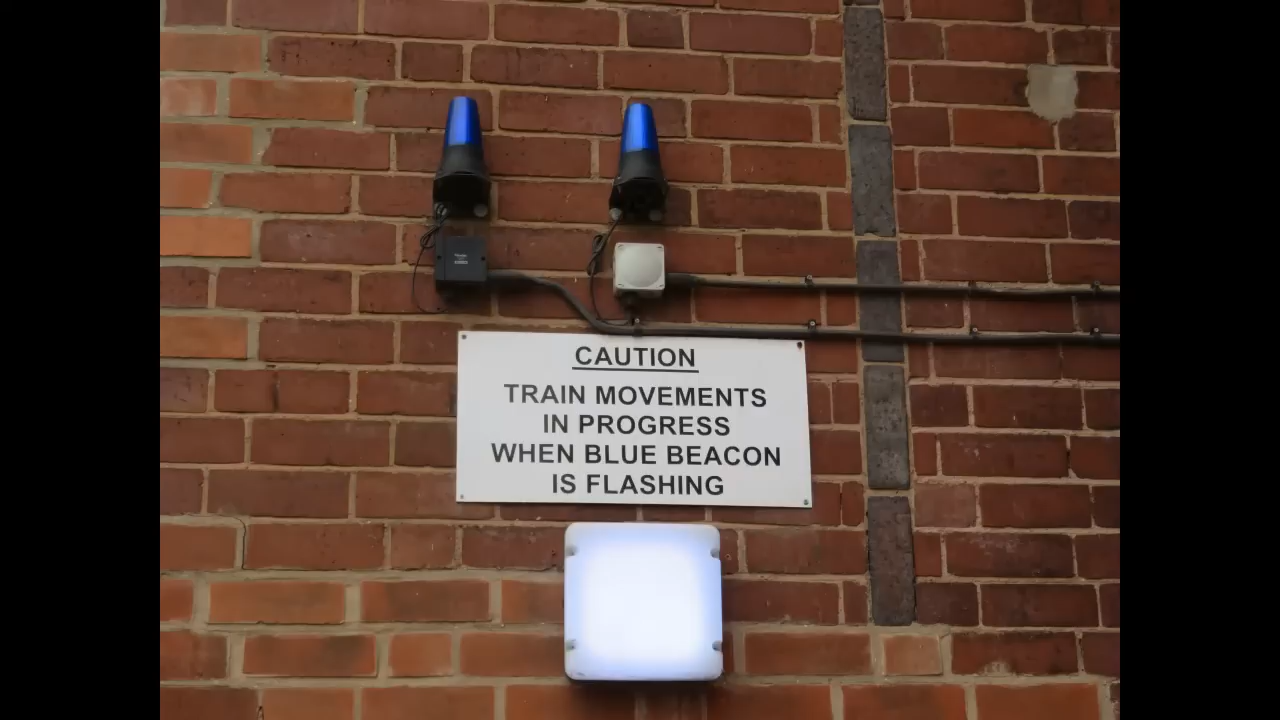 CAUTION
TRAIN MOVEMENTS
IN PROGRESS
WHEN BLUE BEACON
IS FLASHING